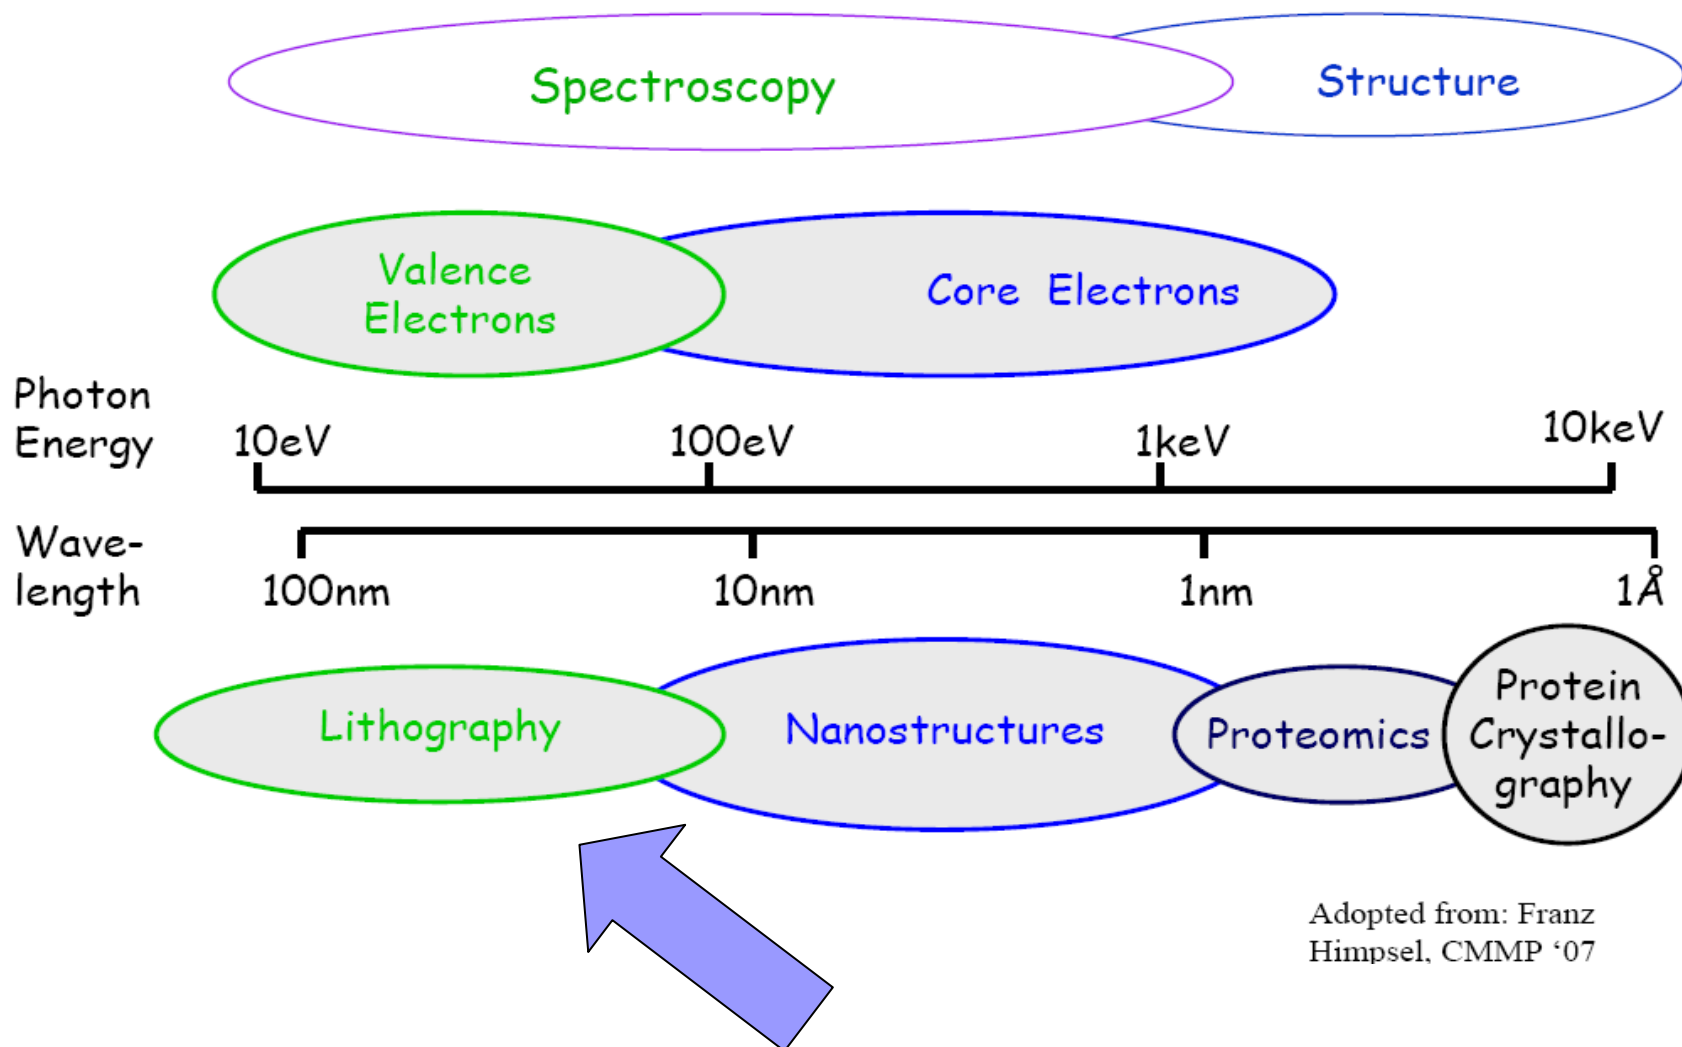 Spectroscopy
Structure
Valence
Electrons
Core Electrons
Photon
Energy
10eV
100eV
1keV
10keV
Wave-
length
100nm
10nm
1nm
1Å
Lithography
Nanostructures
Proteomics
Protein
Crystallo-
graphy
Adopted from: Franz
Himpsel, CMMP ‘07